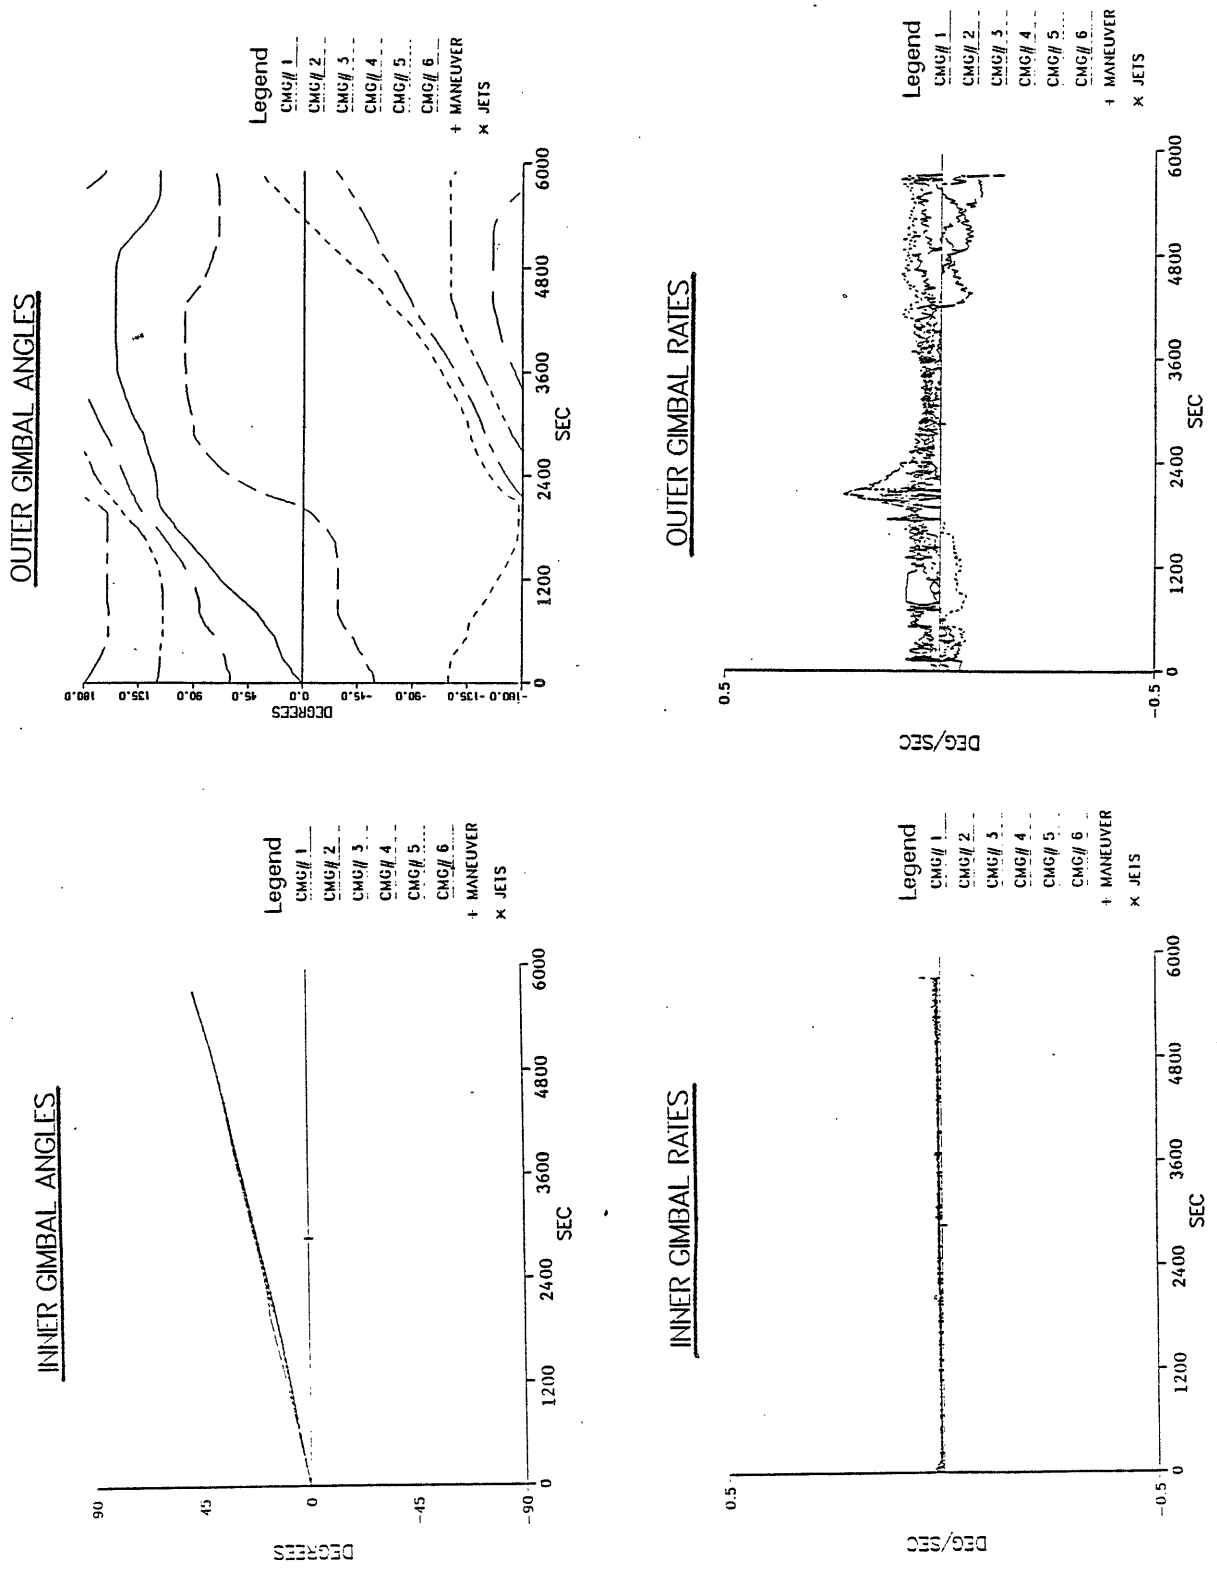 INNER GIMBAL ANGLES
90
45
0
-45
-90
DEGREES
0 1200 2400 3600 4800 6000
SEC
Legend
CMG# 1
CMG# 2
CMG# 3
CMG# 4
CMG# 5
CMG# 6
+ MANEUVER
× JETS
OUTER GIMBAL ANGLES
180.0
135.0
90.0
45.0
0.0
-45.0
-90.0
-135.0
-180.0
DEGREES
0 1200 2400 3600 4800 6000
SEC
Legend
CMG# 1
CMG# 2
CMG# 3
CMG# 4
CMG# 5
CMG# 6
+ MANEUVER
× JETS
INNER GIMBAL RATES
0.5
-0.5
DEG/SEC
0 1200 2400 3600 4800 6000
SEC
Legend
CMG# 1
CMG# 2
CMG# 3
CMG# 4
CMG# 5
CMG# 6
+ MANEUVER
× JETS
OUTER GIMBAL RATES
0.5
-0.5
DEG/SEC
0 1200 2400 3600 4800 6000
SEC
Legend
CMG# 1
CMG# 2
CMG# 3
CMG# 4
CMG# 5
CMG# 6
+ MANEUVER
× JETS